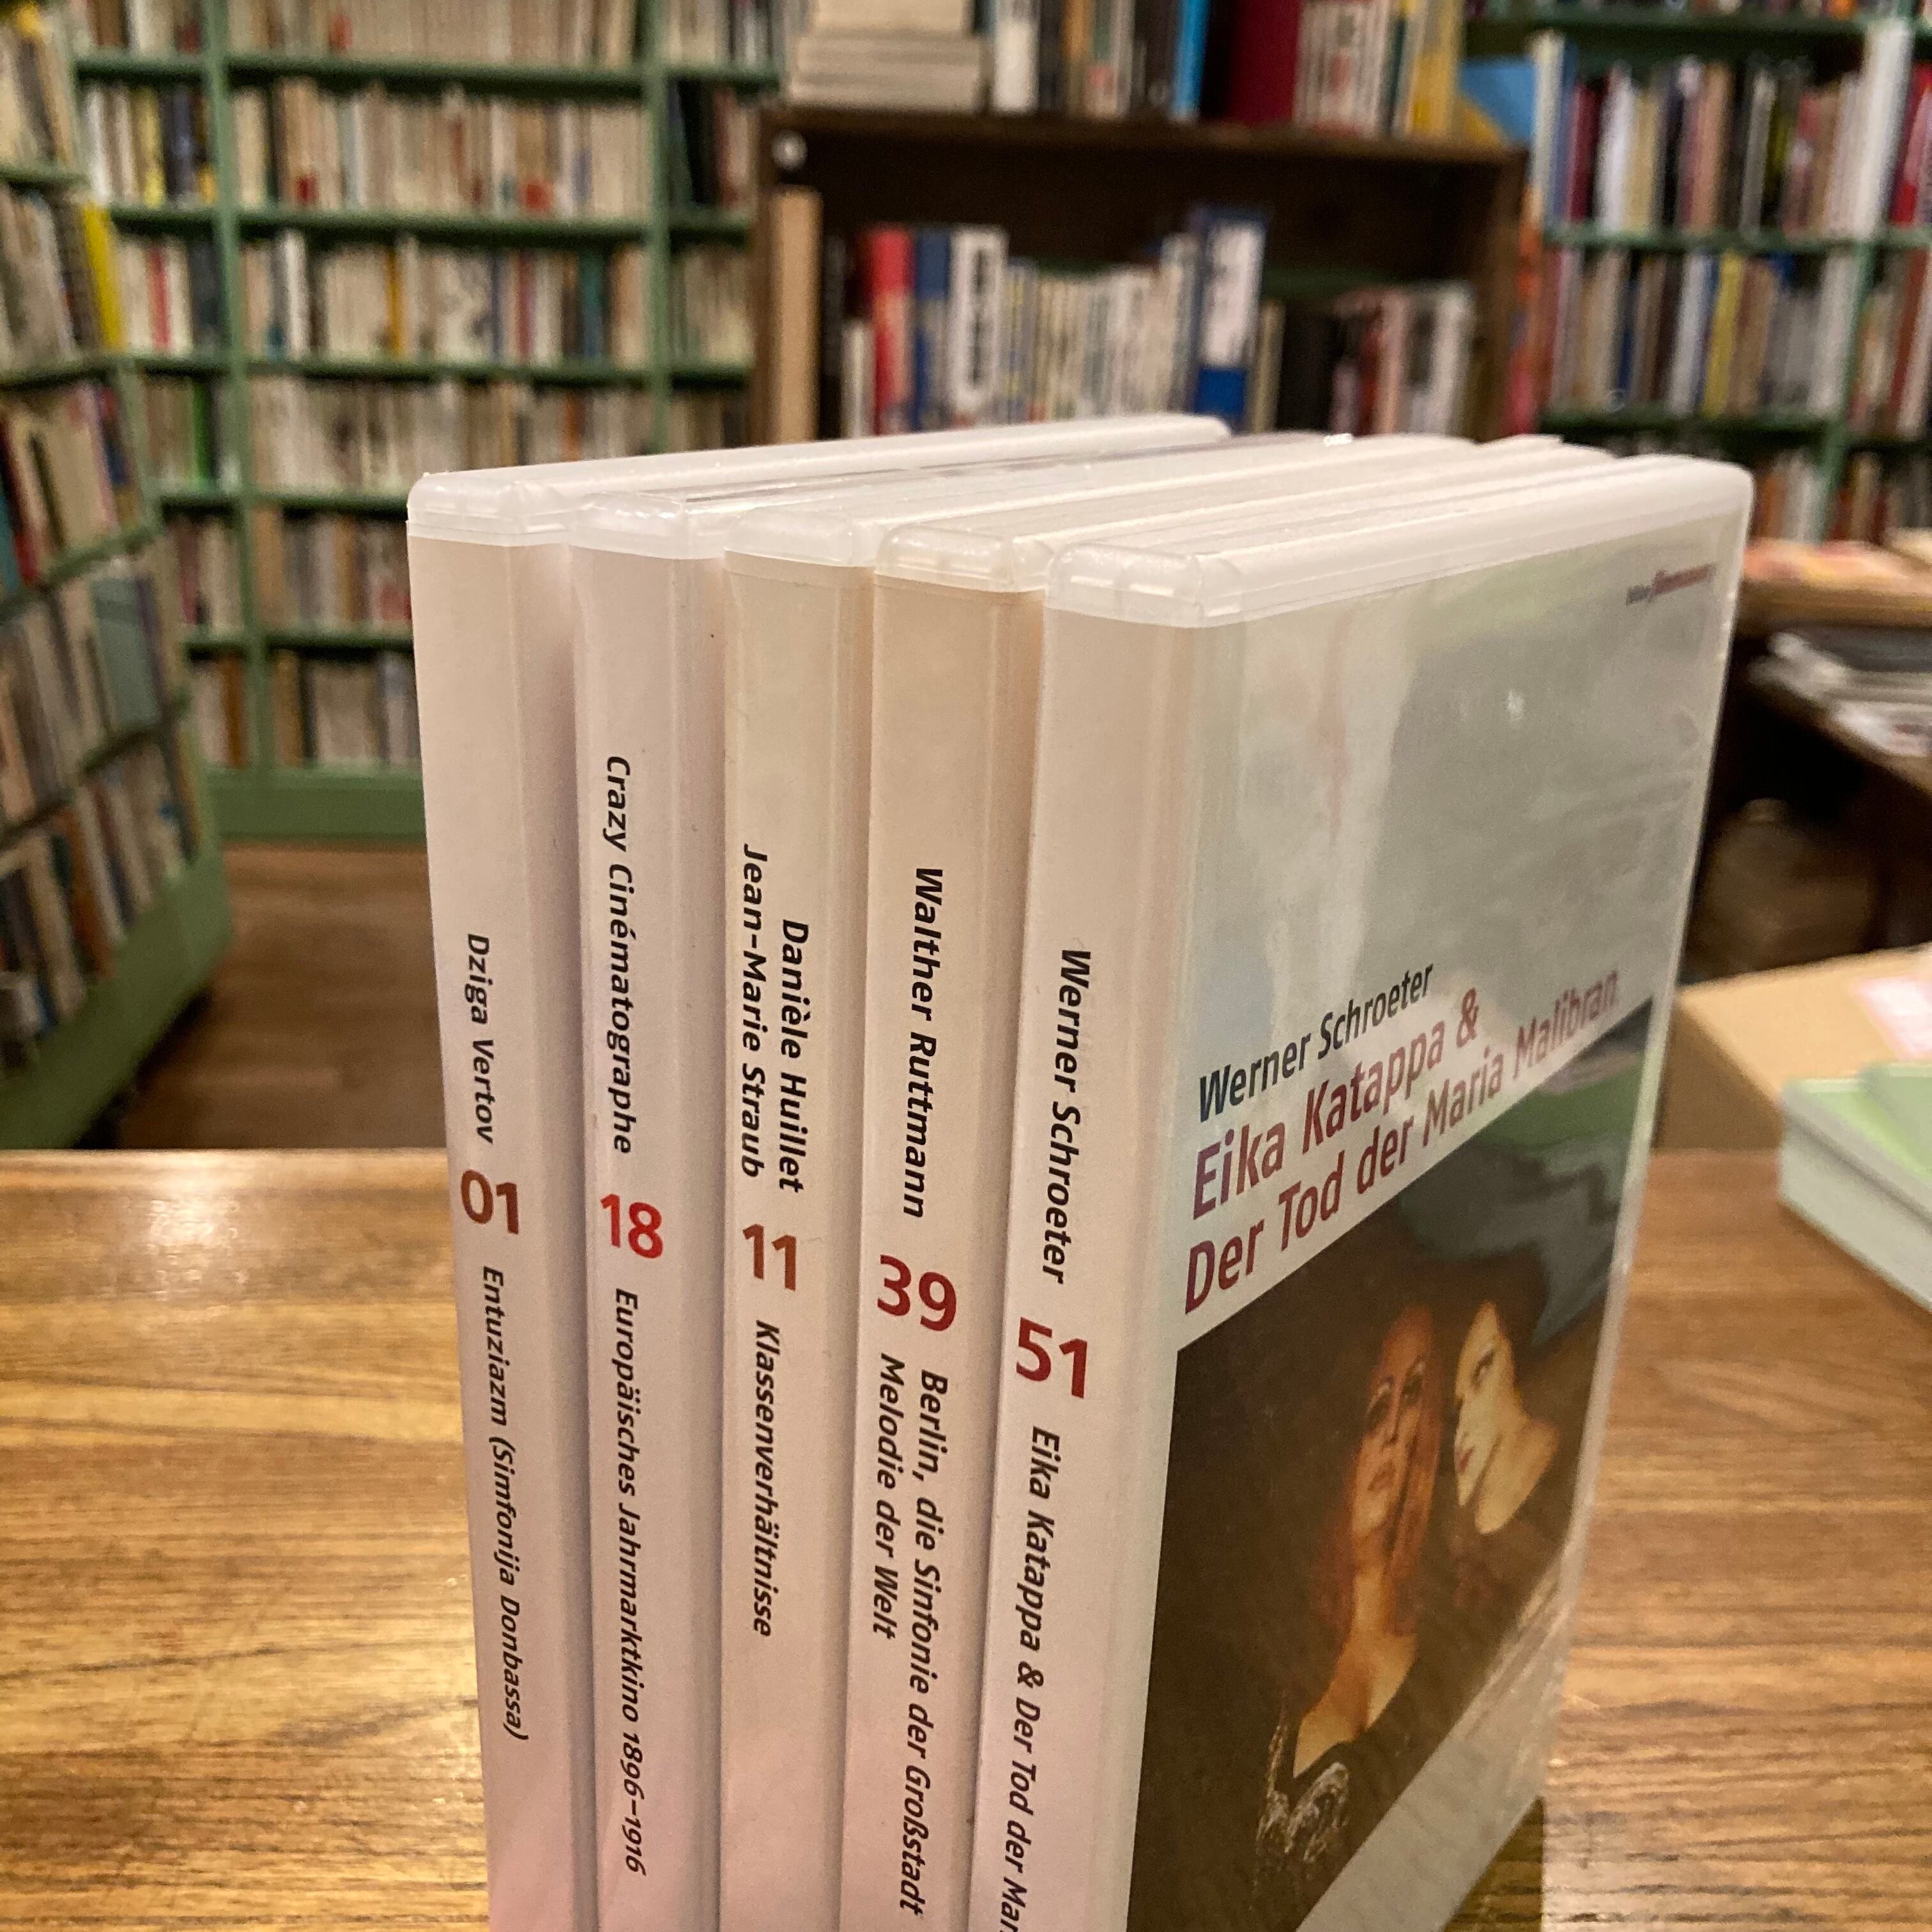 Dziga Vertov
01
Entuziazm (Simfonija Donbassa)
Crazy Cinématographe
18
Europäisches Jahrmarktkino 1896–1916
Danièle Huillet
Jean-Marie Straub
11
Klassenverhältnisse
Walther Ruttmann
39
Berlin, die Sinfonie der Großstadt
Melodie der Welt
Werner Schroeter
51
Eika Katappa & Der Tod der Mar
Werner Schroeter
Eika Katappa &
Der Tod der Maria Malibran